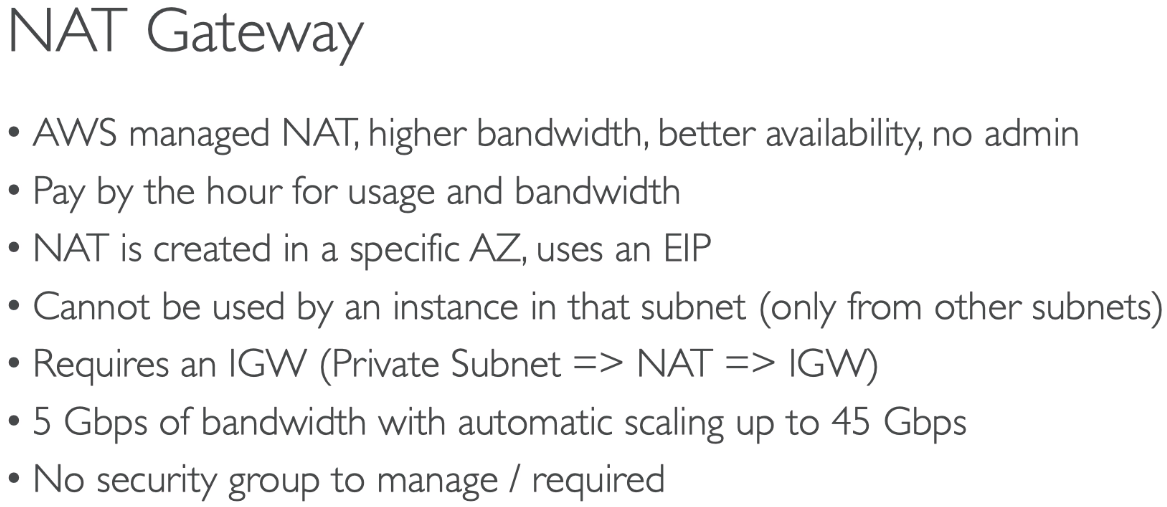 NAT Gateway
• AWS managed NAT, higher bandwidth, better availability, no admin
• Pay by the hour for usage and bandwidth
• NAT is created in a specific AZ, uses an EIP
• Cannot be used by an instance in that subnet (only from other subnets)
• Requires an IGW (Private Subnet => NAT => IGW)
• 5 Gbps of bandwidth with automatic scaling up to 45 Gbps
• No security group to manage / required